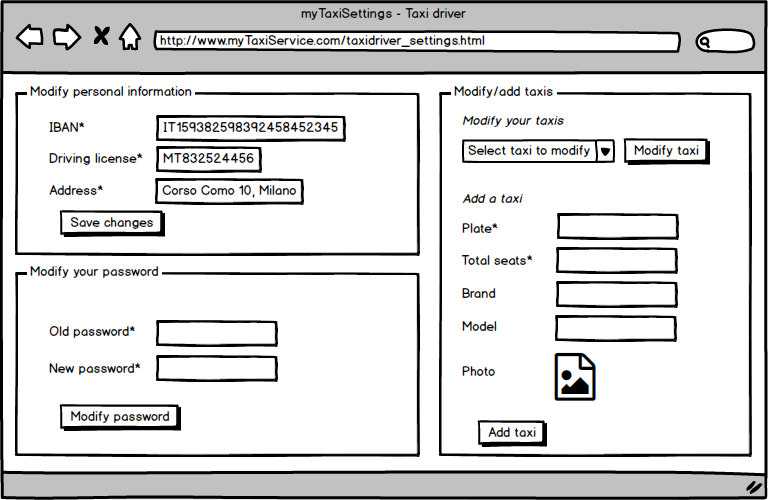 myTaxiSettings - Taxi driver
http://www.myTaxiService.com/taxidriver_settings.html
Modify personal information
IBAN*
IT159382598392458452345
Driving license*
MT832524456
Address*
Corso Como 10, Milano
Save changes
Modify your password
Old password*
New password*
Modify password
Modify/add taxis
Modify your taxis
Select taxi to modify
Modify taxi
Add a taxi
Plate*
Total seats*
Brand
Model
Photo
Add taxi